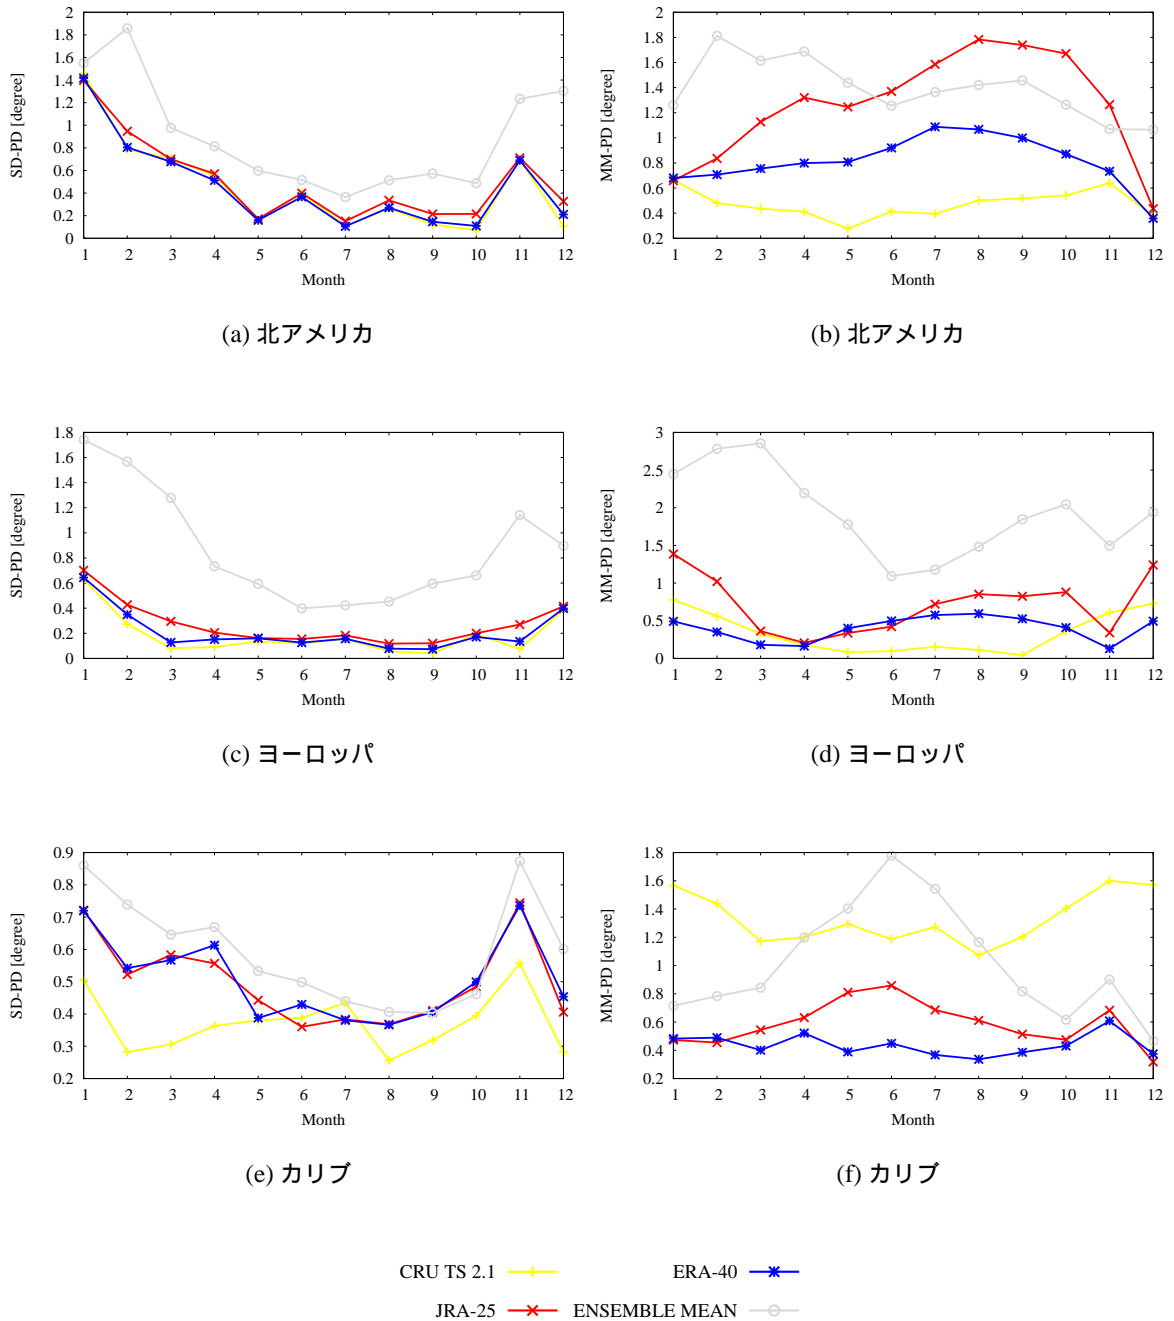 2
1.8
1.6
1.4
1.2
1
0.8
0.6
0.4
0.2
0
SD-PD [degree]
1 2 3 4 5 6 7 8 9 10 11 12
Month
(a) 北アメリカ
2
1.8
1.6
1.4
1.2
1
0.8
0.6
0.4
0.2
MM-PD [degree]
1 2 3 4 5 6 7 8 9 10 11 12
Month
(b) 北アメリカ
1.8
1.6
1.4
1.2
1
0.8
0.6
0.4
0.2
0
SD-PD [degree]
1 2 3 4 5 6 7 8 9 10 11 12
Month
(c) ヨーロッパ
3
2.5
2
1.5
1
0.5
0
MM-PD [degree]
1 2 3 4 5 6 7 8 9 10 11 12
Month
(d) ヨーロッパ
0.9
0.8
0.7
0.6
0.5
0.4
0.3
0.2
SD-PD [degree]
1 2 3 4 5 6 7 8 9 10 11 12
Month
(e) カリブ
1.8
1.6
1.4
1.2
1
0.8
0.6
0.4
0.2
MM-PD [degree]
1 2 3 4 5 6 7 8 9 10 11 12
Month
(f) カリブ
CRU TS 2.1
ERA-40
JRA-25
ENSEMBLE MEAN